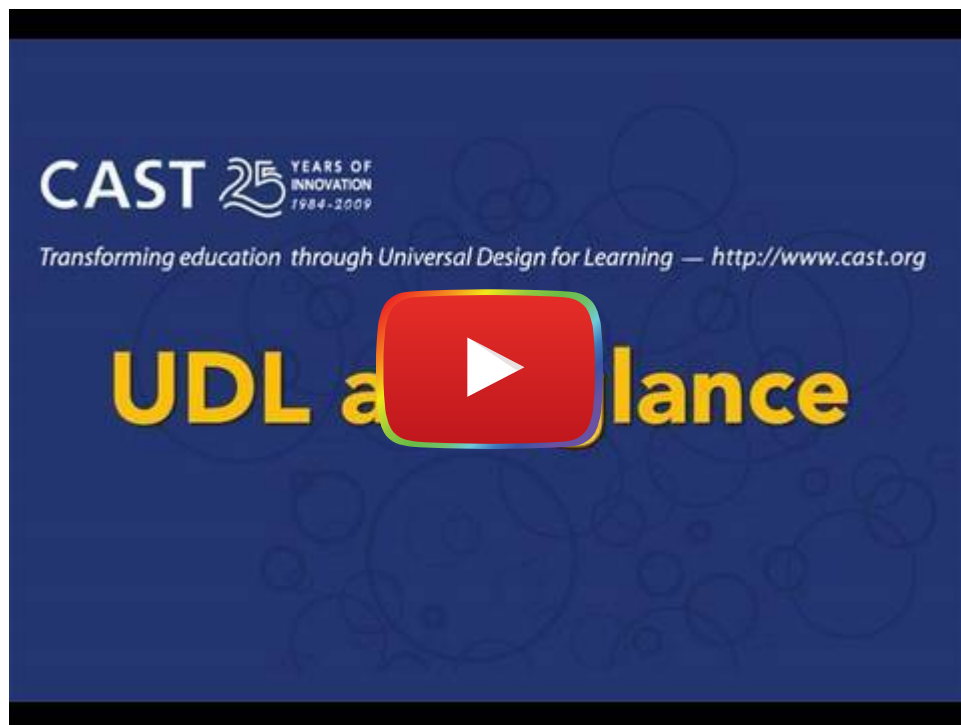 CAST 25 YEARS OF
INNOVATION
1984-2009
Transforming education through Universal Design for Learning — http://www.cast.org
UDL a glance